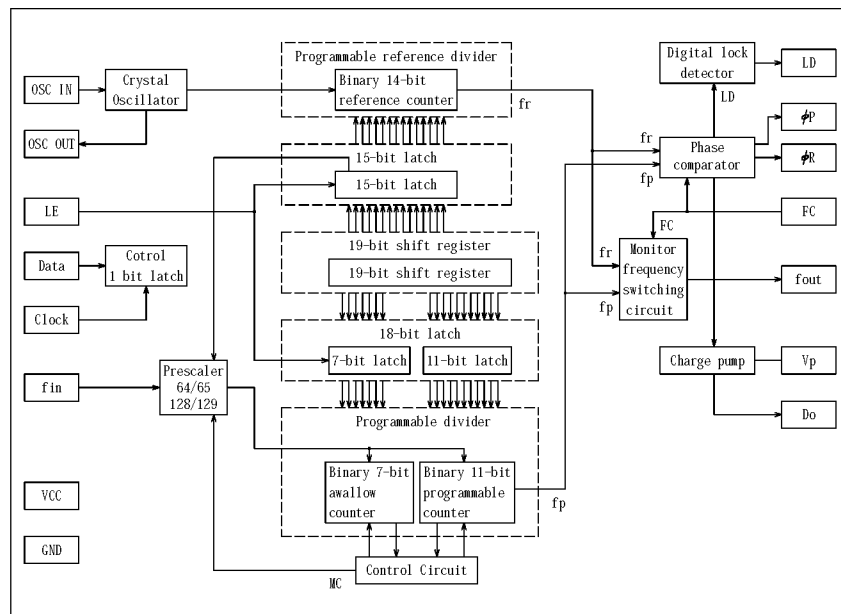 Programmable reference divider
OSC IN
Crystal
Oscillator
Binary 14-bit
reference counter
fr
OSC OUT
15-bit latch
15-bit latch
LE
19-bit shift register
19-bit shift register
Data
Cotrol
1 bit latch
Clock
18-bit latch
7-bit latch
11-bit latch
fin
Prescaler
64/65
128/129
Programmable divider
Binary 7-bit
awallow
counter
Binary 11-bit
programmable
counter
fp
VCC
GND
MC
Control Circuit
Digital lock
detector
LD
LD
fr
fp
Phase
comparator
ϕP
ϕR
FC
FC
fr
fp
Monitor
frequency
switching
circuit
fout
Charge pump
Vp
Do